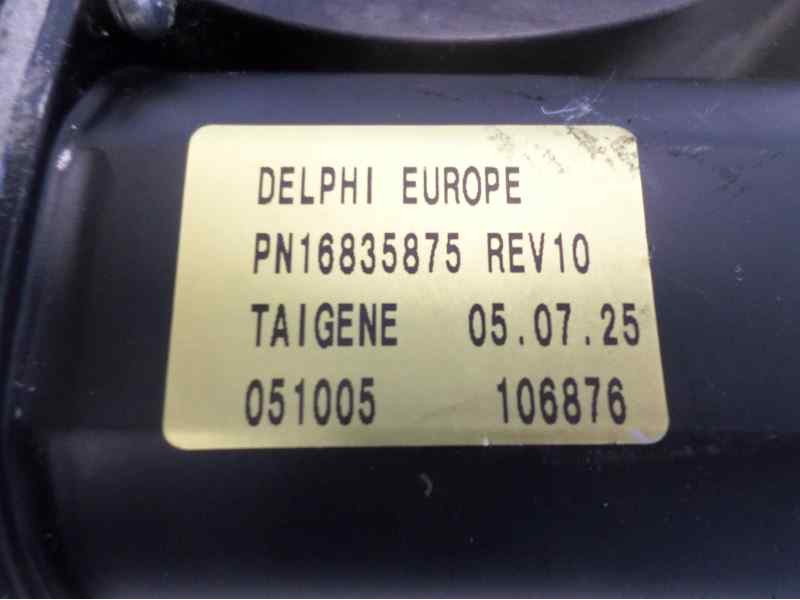 DELPHI EUROPE
PN16835875 REV10
TAIGENE 05.07.25
051005 106876